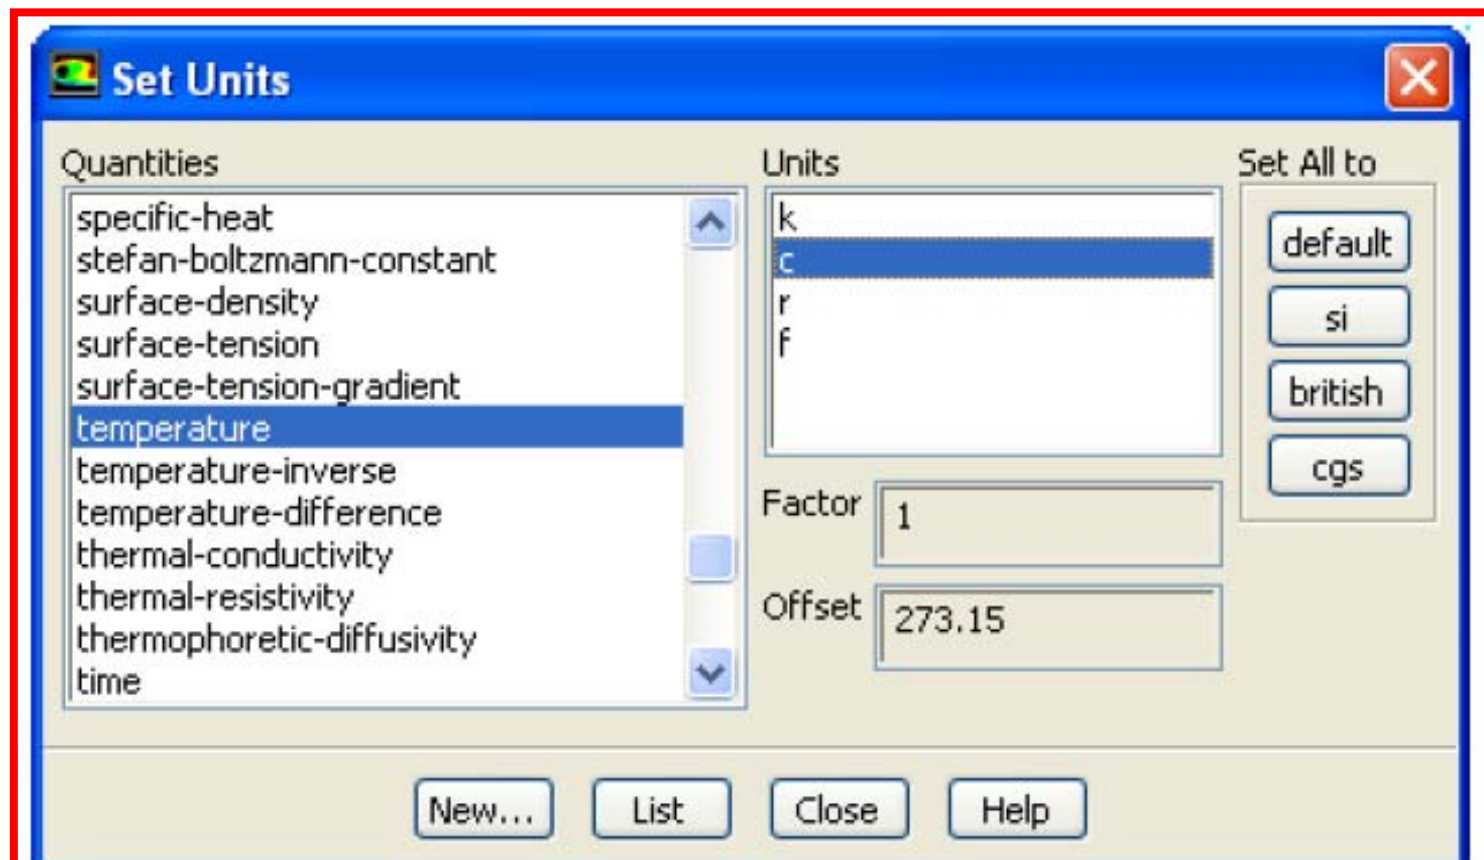 Set Units
Quantities
specific-heat
stefan-boltzmann-constant
surface-density
surface-tension
surface-tension-gradient
temperature
temperature-inverse
temperature-difference
thermal-conductivity
thermal-resistivity
thermophoretic-diffusivity
time
Units
k
c
r
f
Factor 1
Offset 273.15
Set All to
default
si
british
cgs
New... List Close Help